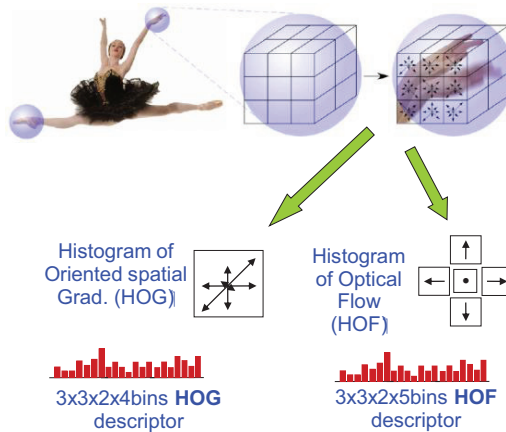 Histogram of
Oriented spatial
Grad. (HOG)
3x3x2x4bins HOG
descriptor
Histogram
of Optical
Flow
(HOF)
3x3x2x5bins HOF
descriptor